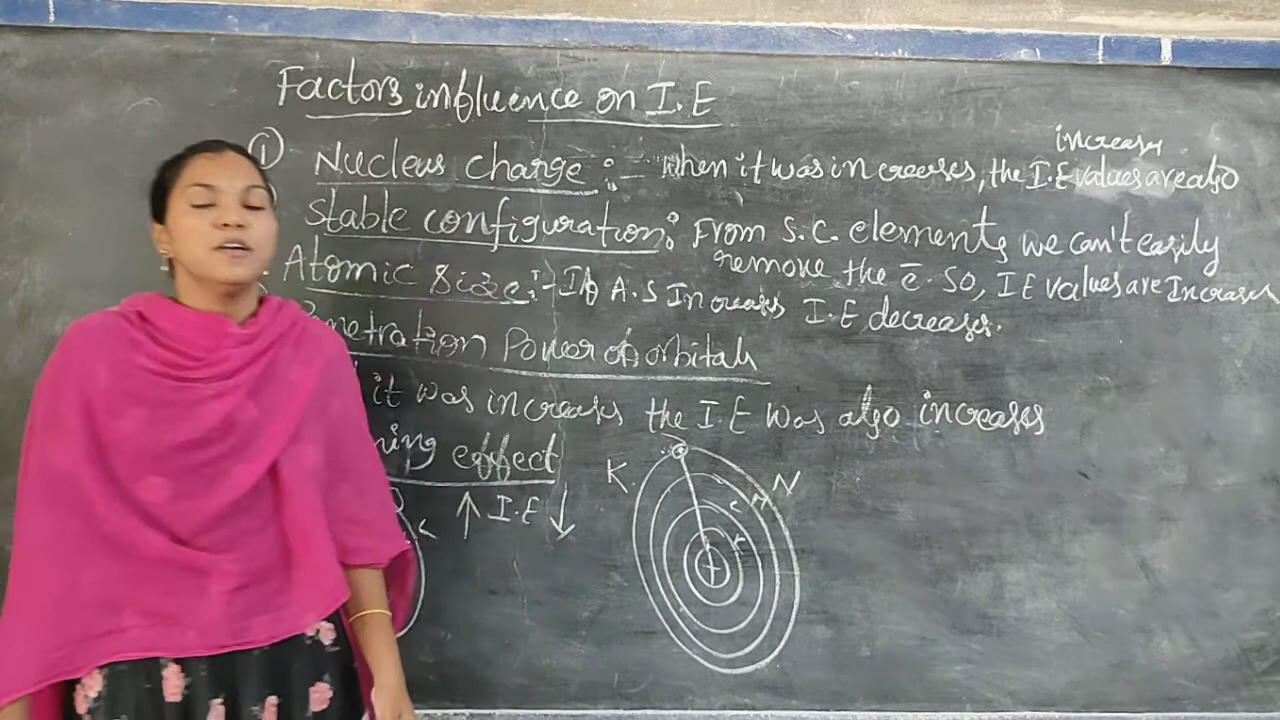 Factors influence on I.E
① Nucleus charge :- when it was increases, the I.E values are also increases
Stable configuration: From S.C. elements we can't easily
remove the e̅. So, I E values are Increases
Atomic size :- If A.S Increases I.E decreases.
netration Power of orbitals
it was increases the I.E was also increases
ning effect
↑ I.E ↓
K
N
M
L
K
+